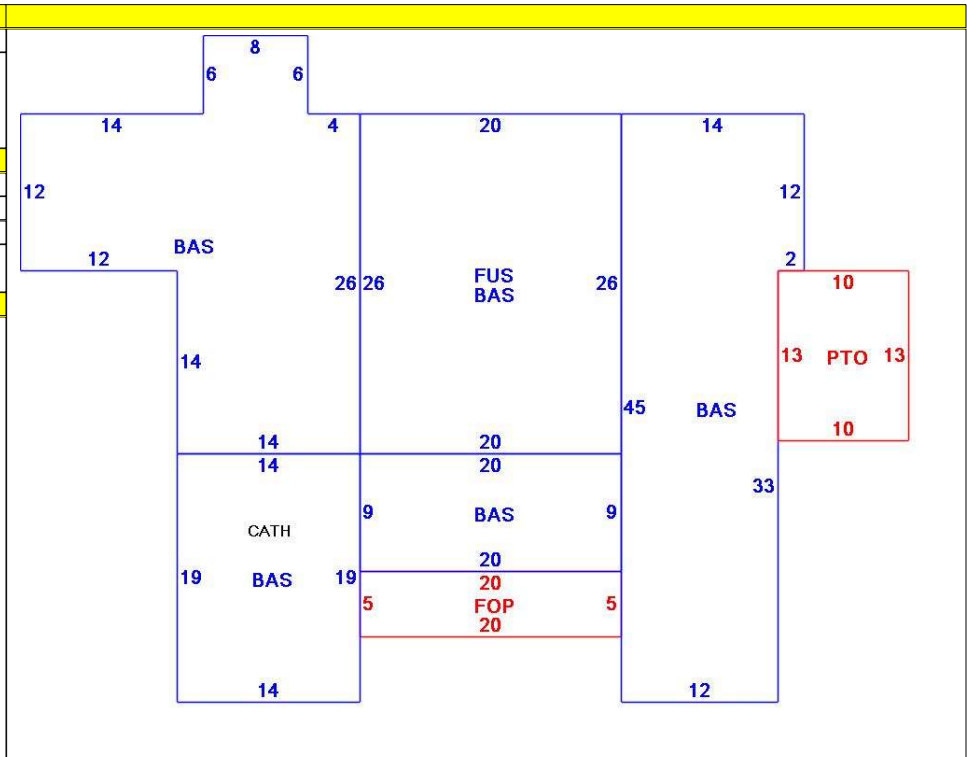 8
6 6
14 4 20 14
12 12
BAS
12 2
26 26 FUS 26 10
BAS
14 13 PTO 13
45 BAS
10
14 20
14 20 33
CATH 9 BAS 9
19 BAS 19 20
20
5 FOP 5
20
14 12